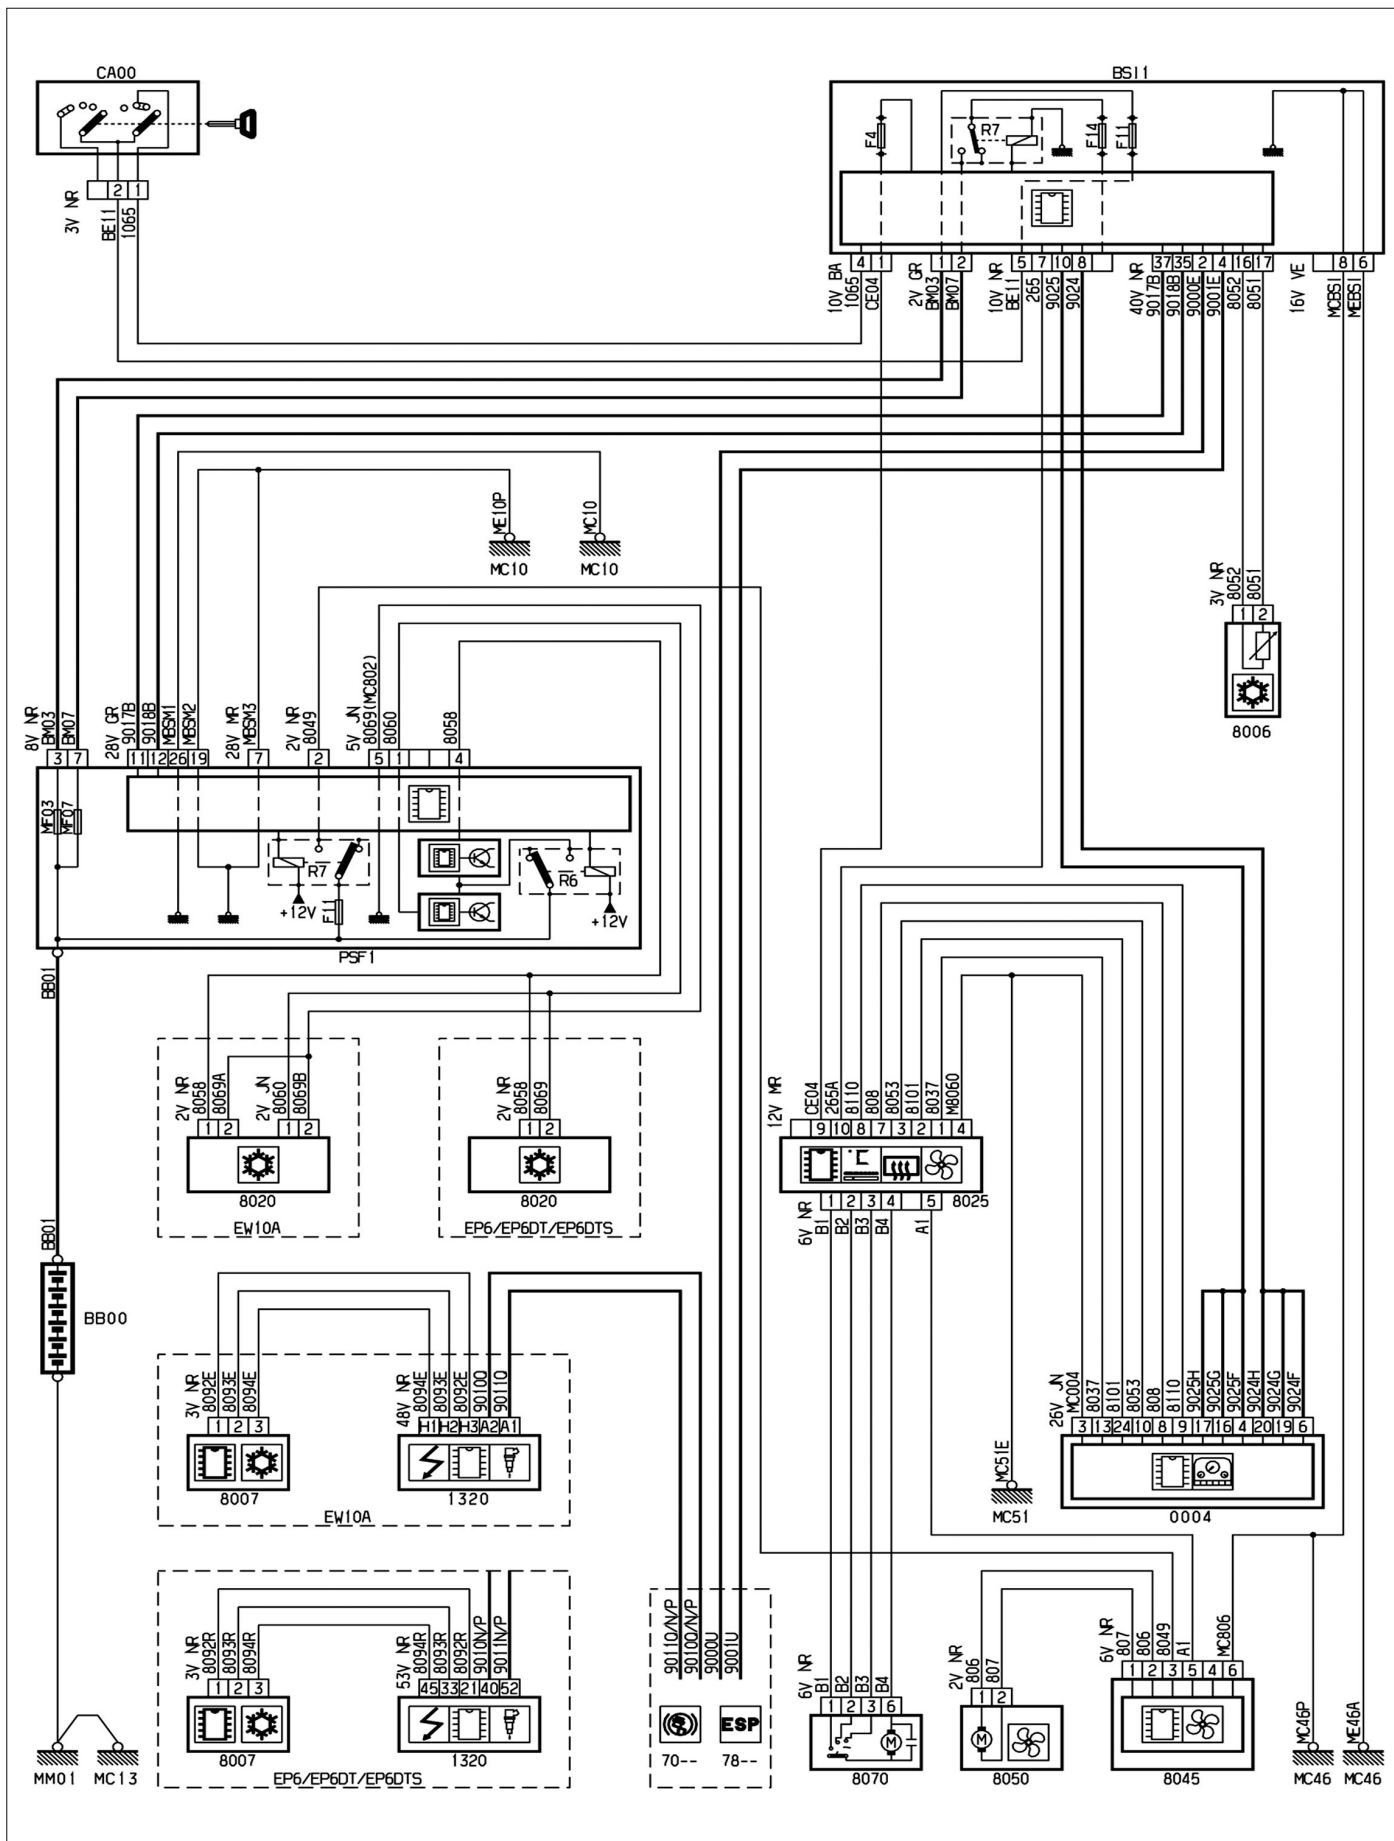 CA00
3V NR
2 1
BE11
1065
BSI1
F4
R7
F14
F11
4 1
1 2
5 7 10 8
37 35 2 4 16 17
8 6
10V BA
1065
CE04
2V GR
BM03
BM07
10V NR
BE11
265
9025
9024
40V NR
9017B
9018B
9000E
9001E
8052
8051
16V VE
MCBSI
MEBSI
ME10P
MC10
MC10
MC10
3V NR
8052
8051
1 2
8006
8V NR
BM03
BM07
28V GR
9017B
9018B
MBSM1
MBSM2
28V MR
MBSM3
2V NR
8049
5V JN
8069(MC802)
8060
8058
3 7
11 12 26 19
7
2
5 1 4
MF03
MF07
R7
+12V
F11
R6
+12V
PSF1
BB01
2V NR
8058
8069A
2V JN
8060
8069B
1 2
1 2
8020
EW10A
2V NR
8058
8069
1 2
8020
EP6/EP6DT/EP6DTS
12V MR
CE04
265A
8110
808
8053
8101
8037
M8060
9 10 8 7 3 2 1 4
°C
8025
1 2 3 4 5
6V NR
B1
B2
B3
B4
A1
BB01
BB00
3V NR
8092E
8093E
8094E
1 2 3
8007
48V NR
8094E
8093E
8092E
9010O
9011O
H1 H2 H3 A2 A1
1320
EW10A
26V JN
MC004
8037
8101
8053
808
8110
9025H
9025G
9025F
9024H
9024G
9024F
3 13 24 10 8 9 17 16 4 20 19 6
0004
MC51E
MC51
3V NR
8092R
8093R
8094R
1 2 3
8007
53V NR
8094R
8093R
8092R
9010N/P
9011N/P
45 33 21 40 52
1320
EP6/EP6DT/EP6DTS
9011O/N/P
9010O/N/P
9000U
9001U
ESP
70--
78--
6V NR
B1
B2
B3
B4
1 2 3 6
M
8070
2V NR
806
807
1 2
M
8050
6V NR
807
806
8049
A1
MC806
1 2 3 5 4 6
8045
MC46P
MC46
ME46A
MC46
MM01
MC13